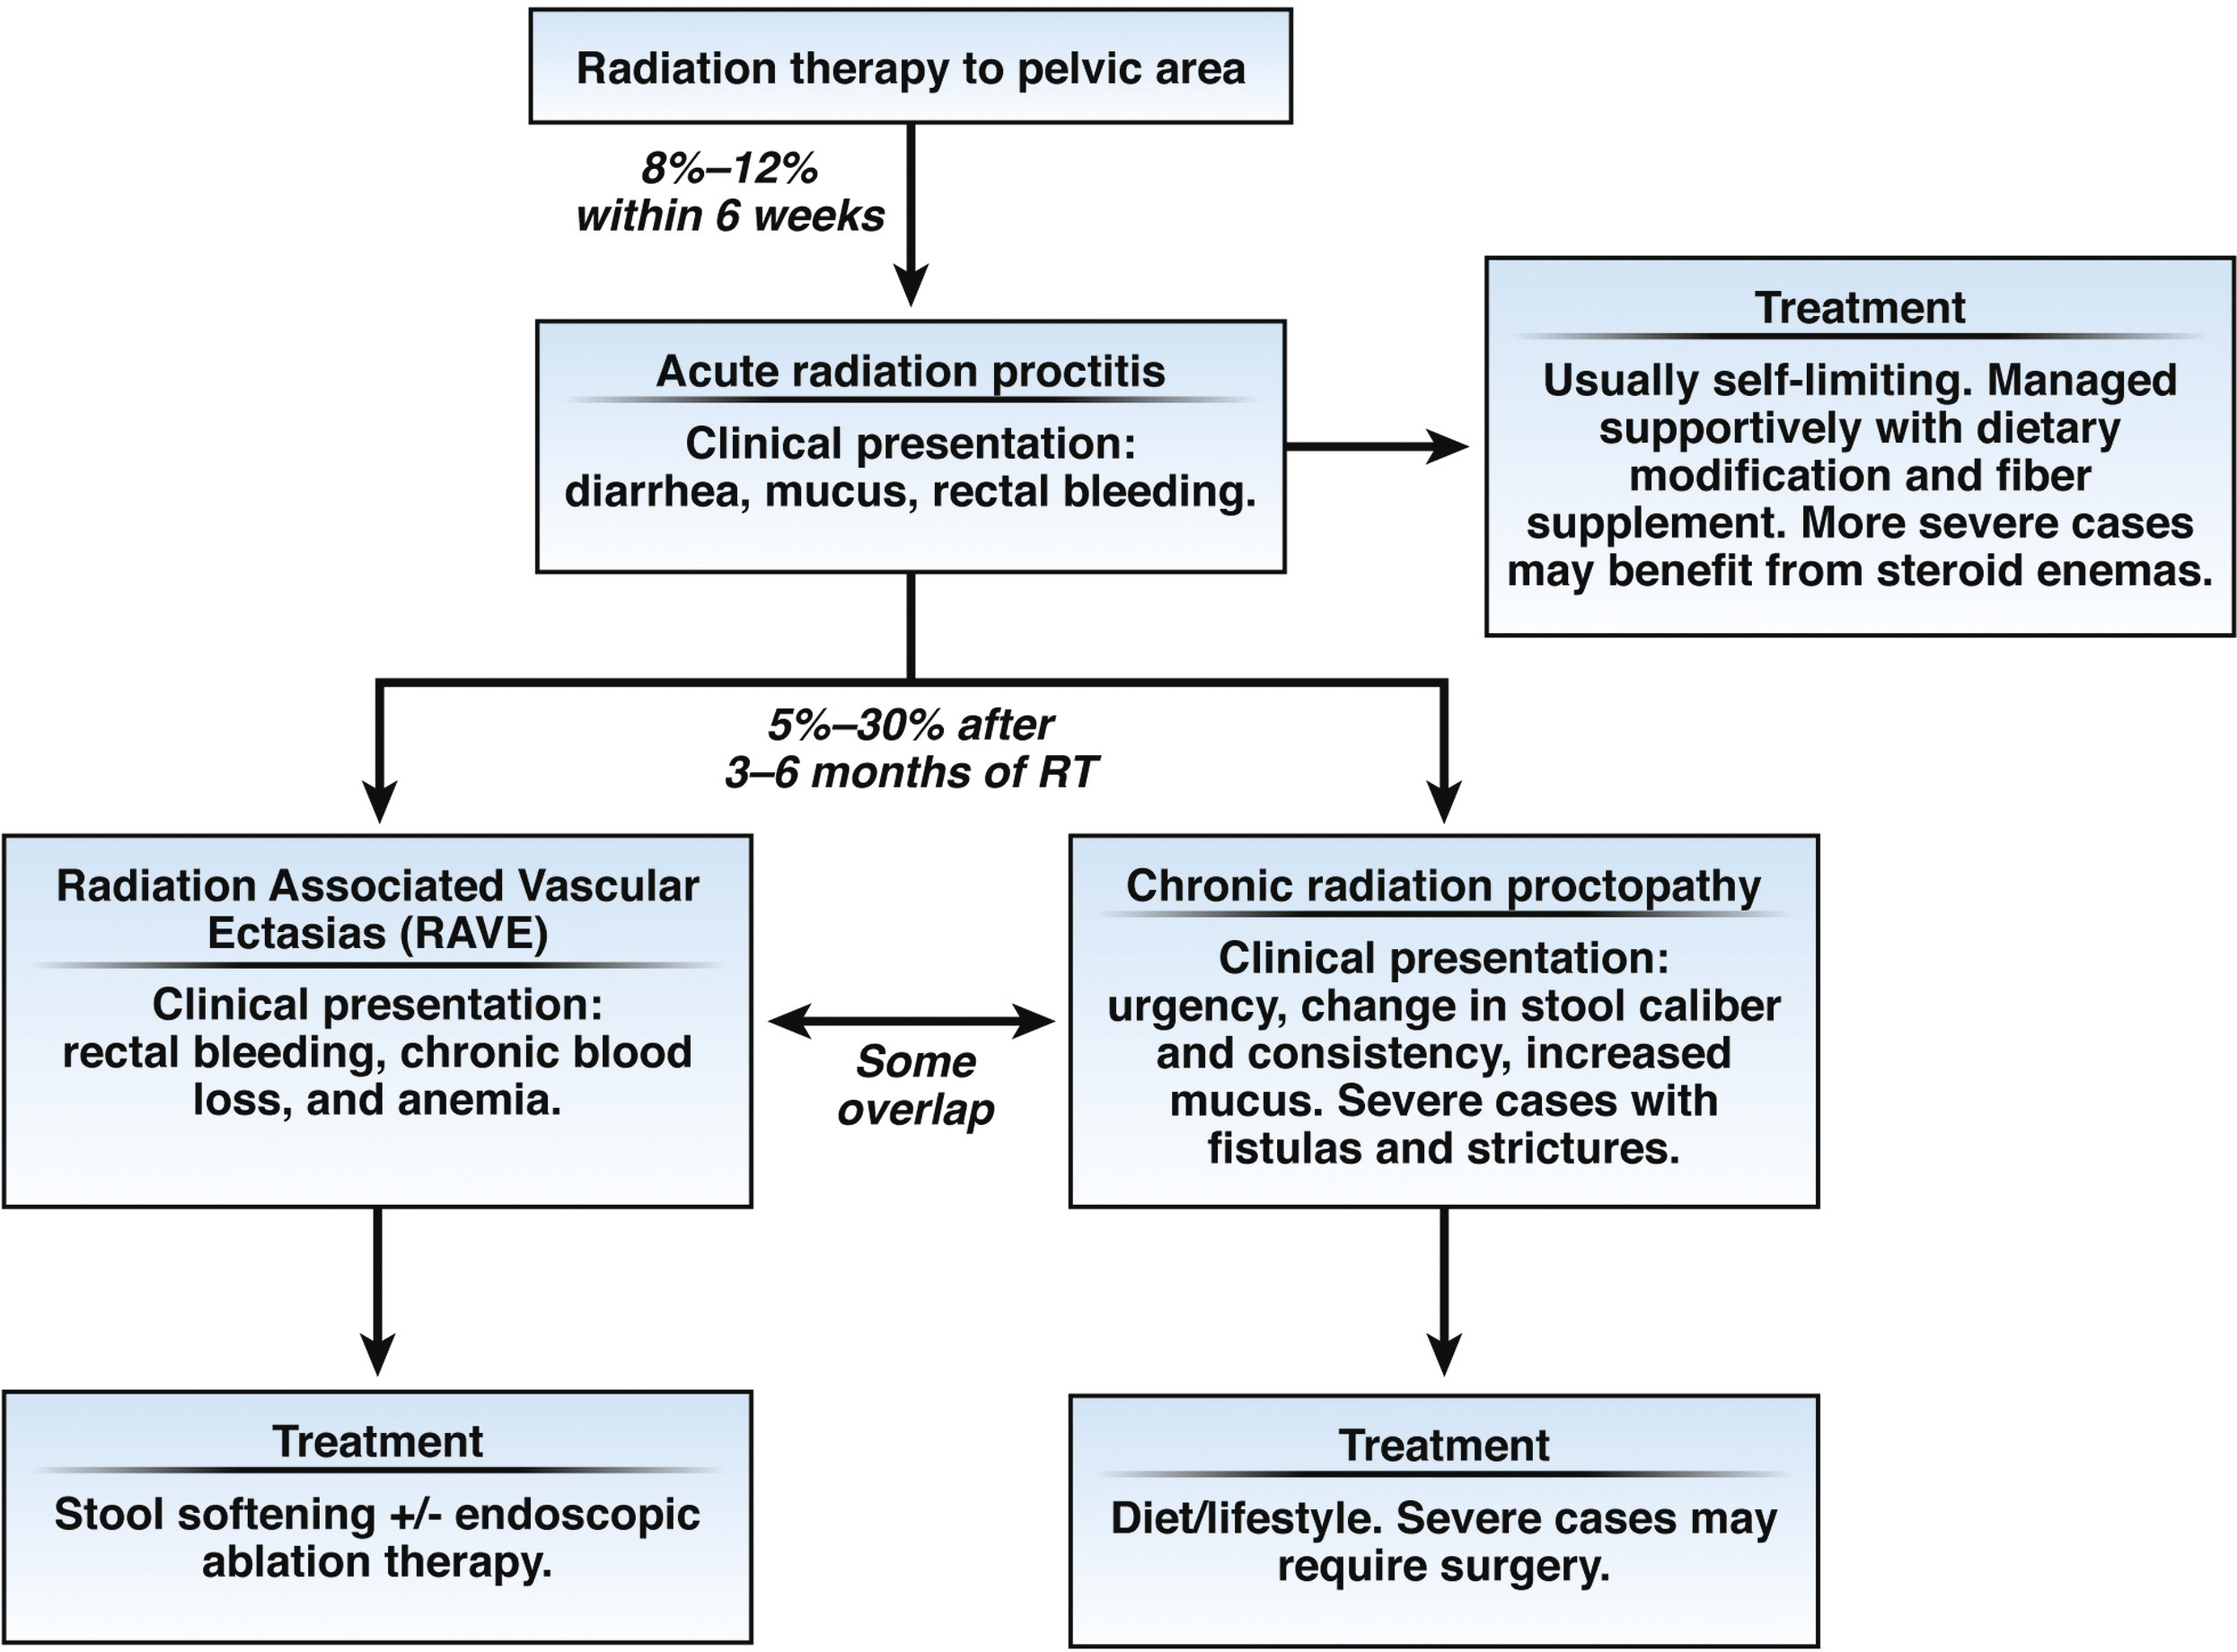 Radiation therapy to pelvic area
8%–12%
within 6 weeks
Acute radiation proctitis
Clinical presentation:
diarrhea, mucus, rectal bleeding.
Treatment
Usually self-limiting. Managed
supportively with dietary
modification and fiber
supplement. More severe cases
may benefit from steroid enemas.
5%–30% after
3–6 months of RT
Radiation Associated Vascular
Ectasias (RAVE)
Clinical presentation:
rectal bleeding, chronic blood
loss, and anemia.
Some
overlap
Chronic radiation proctopathy
Clinical presentation:
urgency, change in stool caliber
and consistency, increased
mucus. Severe cases with
fistulas and strictures.
Treatment
Stool softening +/- endoscopic
ablation therapy.
Treatment
Diet/lifestyle. Severe cases may
require surgery.